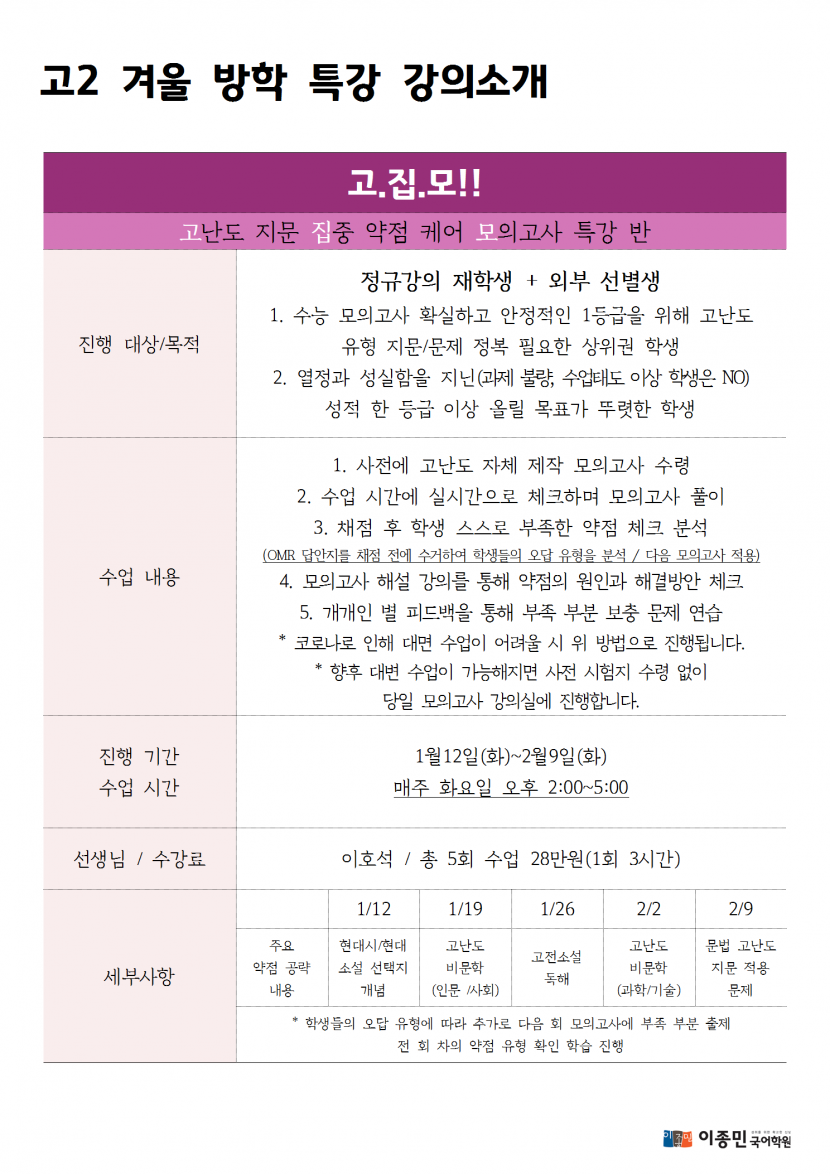 고2 겨울 방학 특강 강의소개
고.집.모!!
고난도 지문 집중 약점 케어 모의고사 특강 반
진행 대상/목적
정규강의 재학생 + 외부 선별생
1. 수능 모의고사 확실하고 안정적인 1등급을 위해 고난도
유형 지문/문제 정복 필요한 상위권 학생
2. 열정과 성실함을 지닌(과제 불량, 수업태도 이상 학생은 NO)
성적 한 등급 이상 올릴 목표가 뚜렷한 학생
수업 내용
1. 사전에 고난도 자체 제작 모의고사 수령
2. 수업 시간에 실시간으로 체크하며 모의고사 풀이
3. 채점 후 학생 스스로 부족한 약점 체크 분석
(OMR 답안지를 채점 전에 수거하여 학생들의 오답 유형을 분석 / 다음 모의고사 적용)
4. 모의고사 해설 강의를 통해 약점의 원인과 해결방안 체크
5. 개개인 별 피드백을 통해 부족 부분 보충 문제 연습
* 코로나로 인해 대면 수업이 어려울 시 위 방법으로 진행됩니다.
* 향후 대변 수업이 가능해지면 사전 시험지 수령 없이
당일 모의고사 강의실에 진행합니다.
진행 기간
수업 시간
1월12일(화)~2월9일(화)
매주 화요일 오후 2:00~5:00
선생님 / 수강료
이호석 / 총 5회 수업 28만원(1회 3시간)
세부사항
1/12
1/19
1/26
2/2
2/9
주요
약점 공략
내용
현대시/현대
소설 선택지
개념
고난도
비문학
(인문 /사회)
고전소설
독해
고난도
비문학
(과학/기술)
문법 고난도
지문 적용
문제
* 학생들의 오답 유형에 따라 추가로 다음 회 모의고사에 부족 부분 출제
전 회 차의 약점 유형 확인 학습 진행
이종민
이종민 국어학원